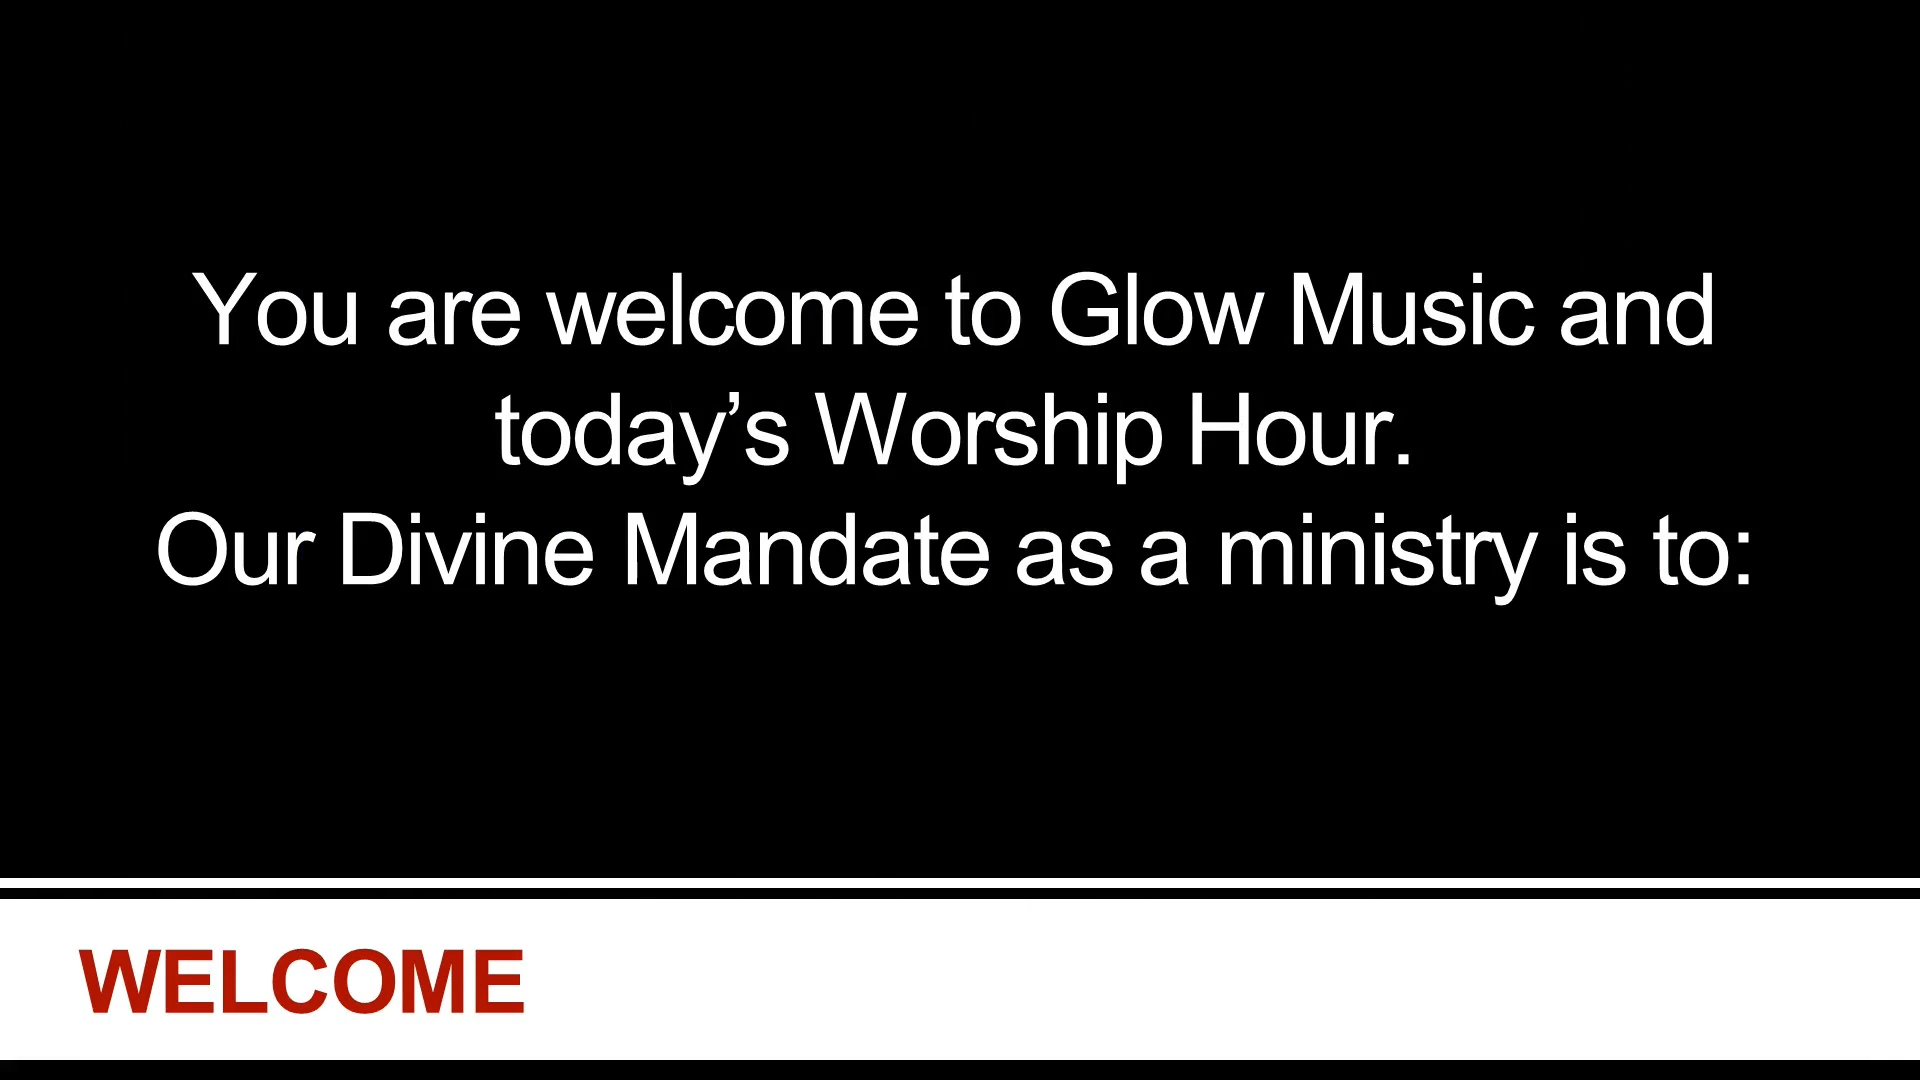 You are welcome to Glow Music and
today’s Worship Hour.
Our Divine Mandate as a ministry is to:
WELCOME